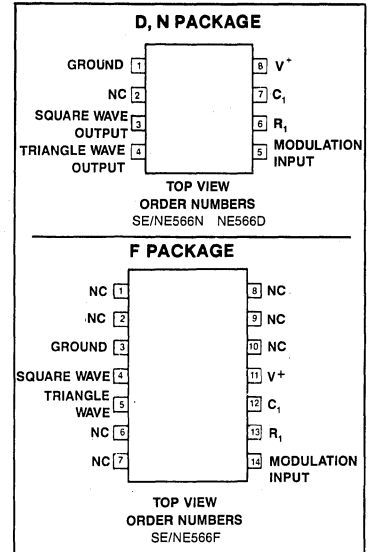 D, N PACKAGE
GROUND 1
8 V+
NC 2
7 C1
SQUARE WAVE
OUTPUT 3
6 R1
TRIANGLE WAVE
OUTPUT 4
5 MODULATION
INPUT
TOP VIEW
ORDER NUMBERS
SE/NE566N NE566D
F PACKAGE
NC 1
8 NC
NC 2
9 NC
GROUND 3
10 NC
SQUARE WAVE 4
11 V+
TRIANGLE
WAVE 5
12 C1
NC 6
13 R1
NC 7
14 MODULATION
INPUT
TOP VIEW
ORDER NUMBERS
SE/NE566F